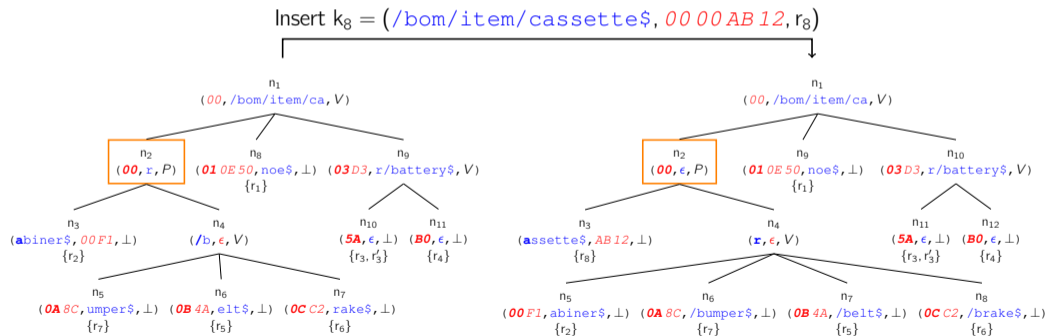 Insert k₈ = (/bom/item/cassette$, 00 00 AB 12, r₈)
n₁
(00, /bom/item/ca, V)
n₂ n₈ n₉
(00, r, P) (01 0E 50, noe$, ⊥) (03 D3, r/battery$, V)
{r₁}
n₃ n₄ n₁₀ n₁₁
(abiner$, 00 F1, ⊥) (/b, ϵ, V) (5A, ϵ, ⊥) (B0, ϵ, ⊥)
{r₂} {r₃, r₃′} {r₄}
n₅ n₆ n₇
(0A 8C, umper$, ⊥) (0B 4A, elt$, ⊥) (0C C2, rake$, ⊥)
{r₇} {r₅} {r₆}
n₁
(00, /bom/item/ca, V)
n₂ n₉ n₁₀
(00, ϵ, P) (01 0E 50, noe$, ⊥) (03 D3, r/battery$, V)
{r₁}
n₃ n₄ n₁₁ n₁₂
(assette$, AB 12, ⊥) (r, ϵ, V) (5A, ϵ, ⊥) (B0, ϵ, ⊥)
{r₈} {r₃, r₃′} {r₄}
n₅ n₆ n₇ n₈
(00 F1, abiner$, ⊥) (0A 8C, /bumper$, ⊥) (0B 4A, /belt$, ⊥) (0C C2, /brake$, ⊥)
{r₂} {r₇} {r₅} {r₆}